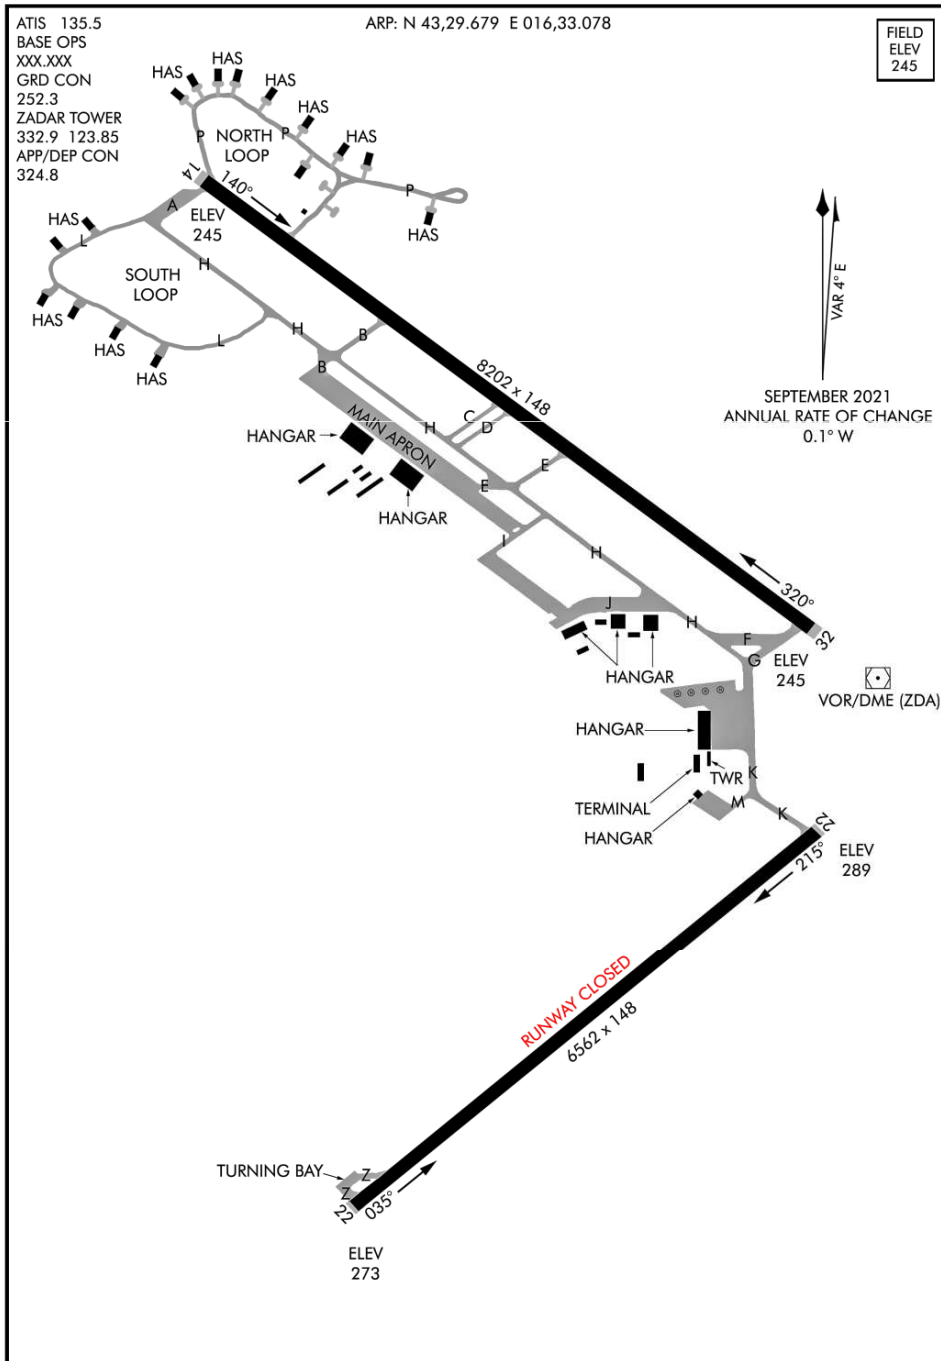 ATIS 135.5
BASE OPS
XXX.XXX
GRD CON
252.3
ZADAR TOWER
332.9 123.85
APP/DEP CON
324.8
ARP: N 43,29.679 E 016,33.078
FIELD
ELEV
245
HAS
HAS
HAS
HAS
HAS
HAS
NORTH
LOOP
P
P
P
14
140°
ELEV
245
A
HAS
L
SOUTH
LOOP
H
HAS
HAS
HAS
L
H
B
B
8202 x 148
VAR 4° E
SEPTEMBER 2021
ANNUAL RATE OF CHANGE
0.1° W
MAIN APRON
HANGAR
HANGAR
C
D
H
E
E
I
H
J
H
320°
32
F
G
ELEV
245
HANGAR
VOR/DME (ZDA)
HANGAR
TWR
K
TERMINAL
M
K
HANGAR
22
215°
ELEV
289
RUNWAY CLOSED
6562 x 148
TURNING BAY
Z
Z
22
035°
ELEV
273